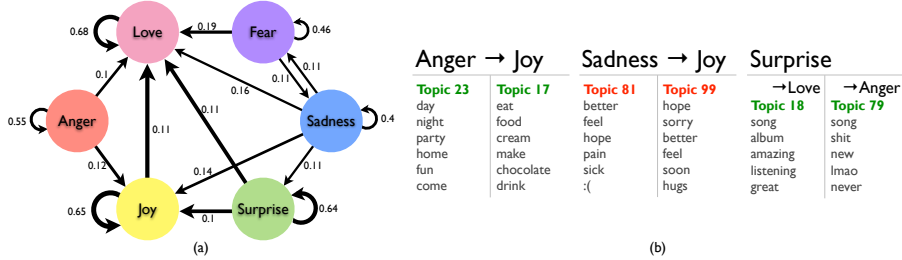 0.68
Love
0.19
Fear
0.46
0.1
0.11
0.11
0.16
0.11
0.55
Anger
Sadness
0.4
0.11
0.12
0.14
0.11
0.65
Joy
0.1
Surprise
0.64
(a)
Anger → Joy
Topic 23 Topic 17
day eat
night food
party cream
home make
fun chocolate
come drink
Sadness → Joy
Topic 81 Topic 99
better hope
feel sorry
hope better
pain feel
sick soon
:( hugs
Surprise
→Love →Anger
Topic 18 Topic 79
song song
album shit
amazing new
listening lmao
great never
(b)